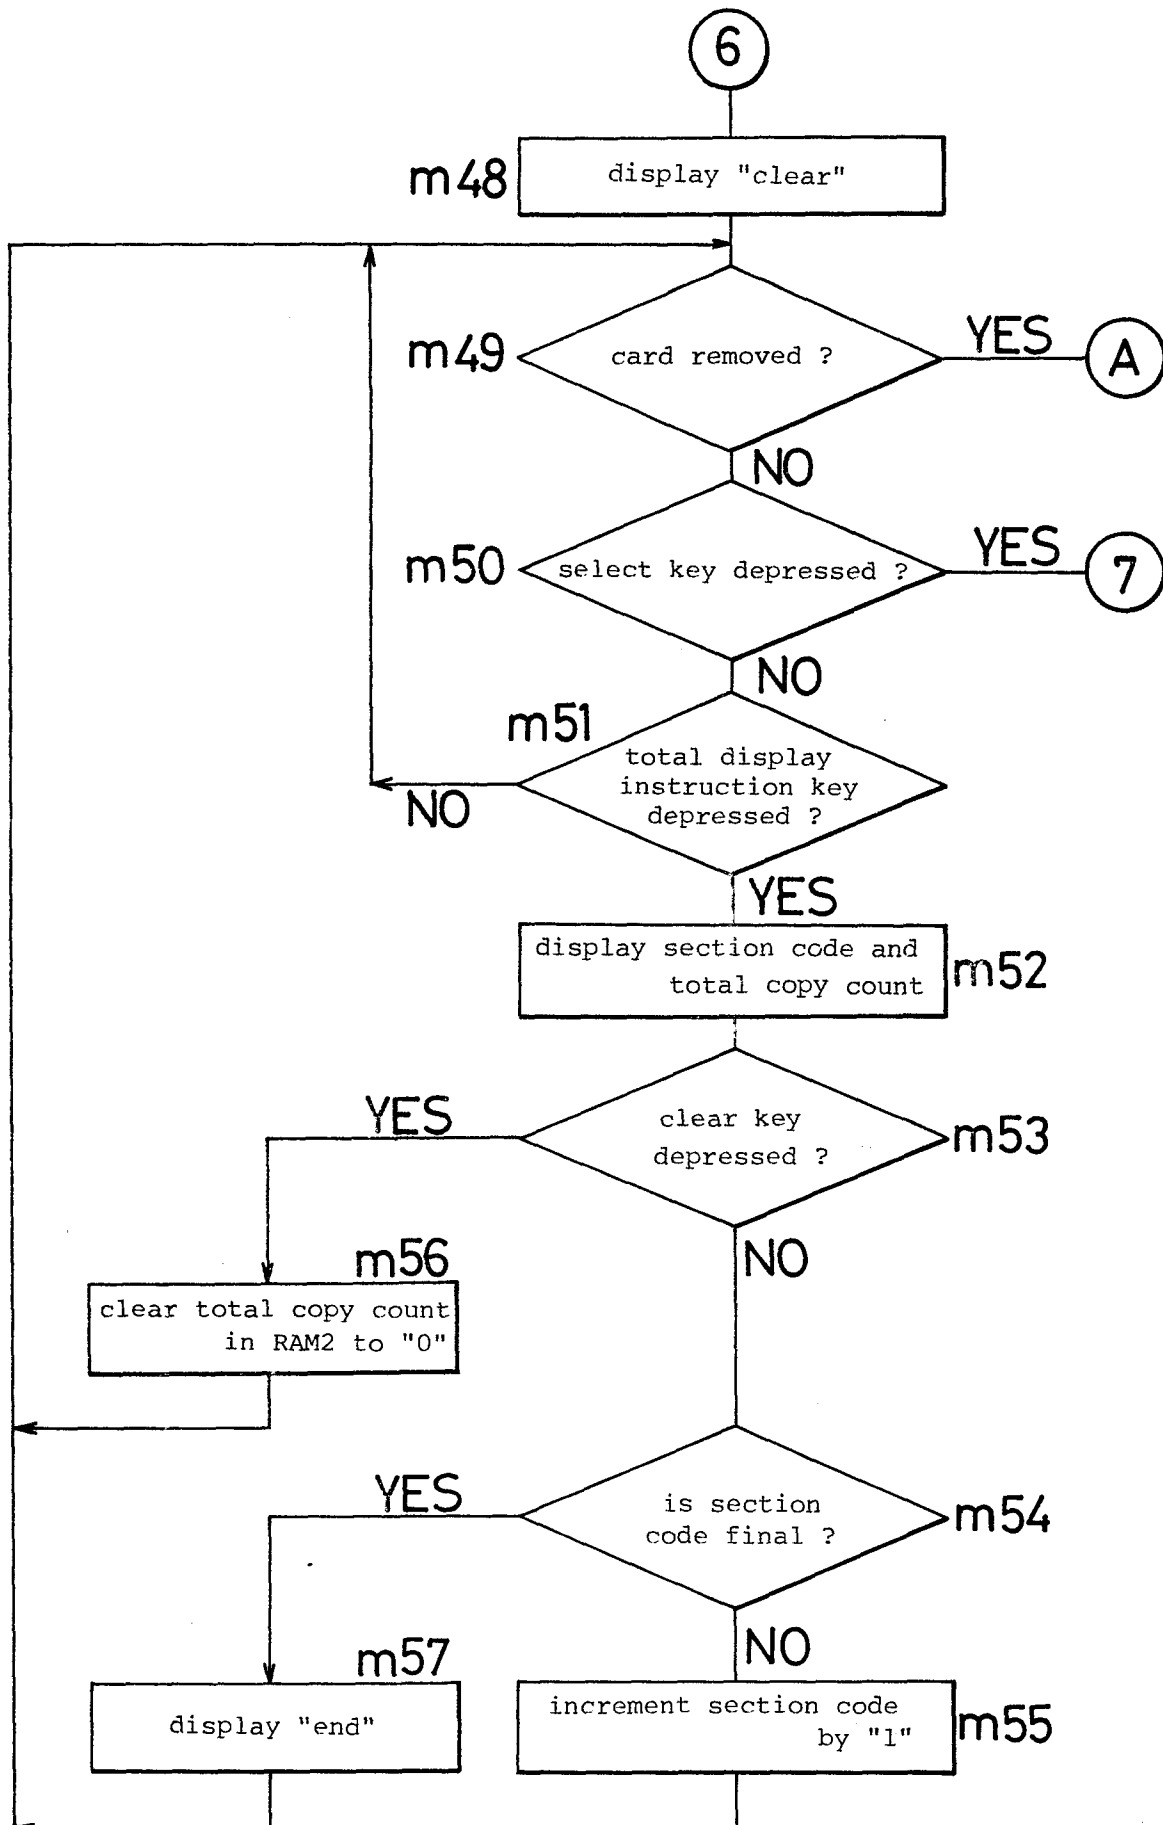 6
m48
display "clear"
m49
card removed ?
YES
A
NO
m50
select key depressed ?
YES
7
NO
m51
total display
instruction key
depressed ?
NO
YES
display section code and
total copy count
m52
YES
clear key
depressed ?
m53
NO
m56
clear total copy count
in RAM2 to "0"
YES
is section
code final ?
m54
NO
m57
display "end"
increment section code
by "1"
m55